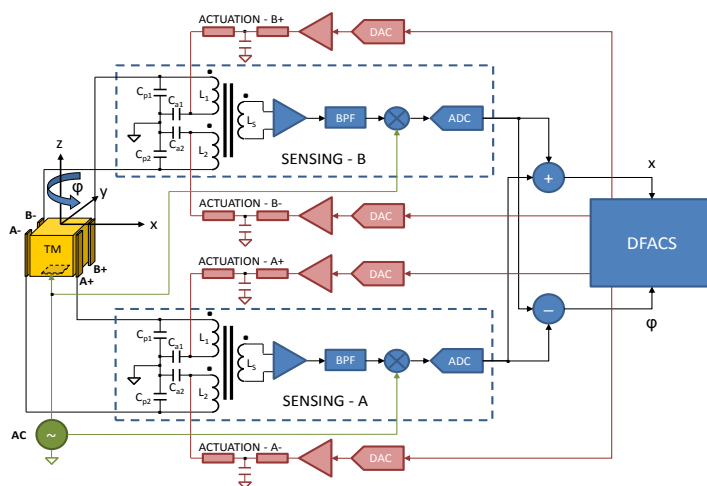 ACTUATION - B+
DAC
Cp1
Ca1
L1
Ca2
Cp2
L2
LS
BPF
ADC
SENSING - B
z
φ
y
x
B-
A-
TM
B+
A+
ACTUATION - B-
DAC
+
x
DFACS
ACTUATION - A+
DAC
−
φ
Cp1
Ca1
L1
Ca2
Cp2
L2
LS
BPF
ADC
SENSING - A
AC
~
ACTUATION - A-
DAC